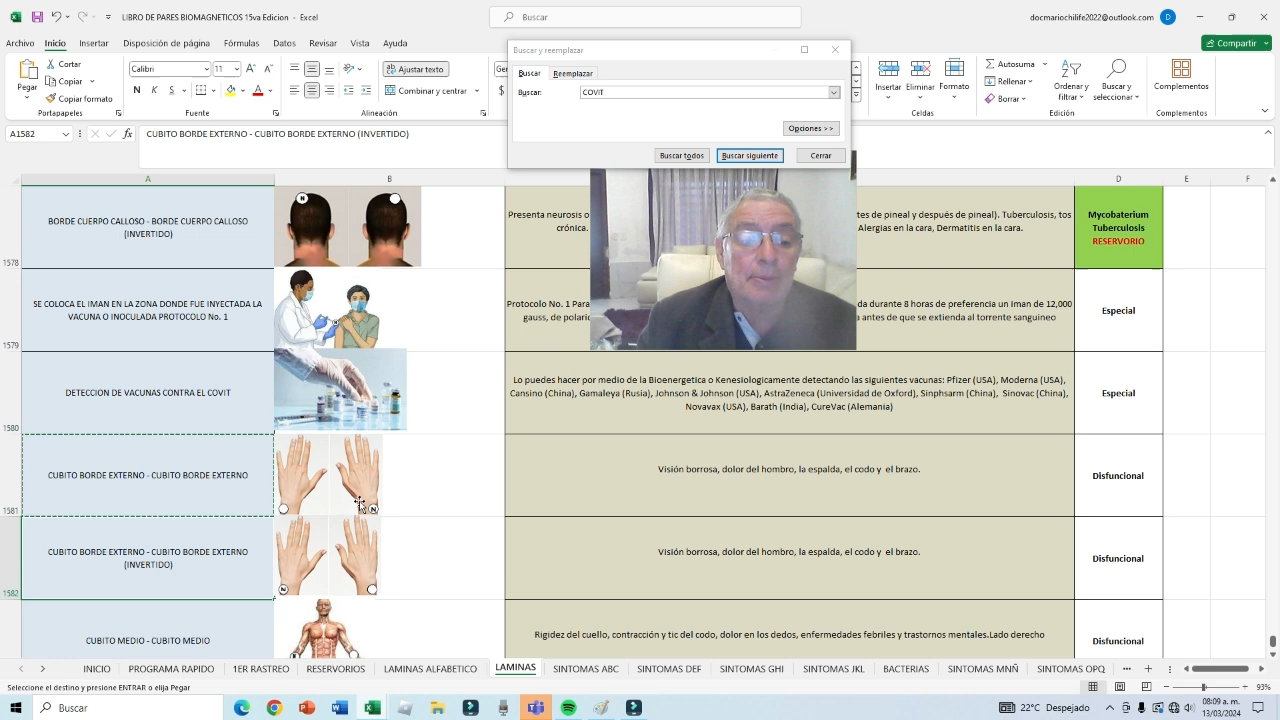 LIBRO DE PARES BIOMAGNETICOS 15va Edicion - Excel
Buscar
docmariochilife2022@outlook.com
D
Archivo Inicio Insertar Disposición de página Fórmulas Datos Revisar Vista Ayuda
Compartir
Pegar
Cortar
Copiar
Copiar formato
Portapapeles
Calibri
11
N K S
Fuente
Ajustar texto
Combinar y centrar
Alineación
Gen
$
Insertar
Eliminar
Formato
Celdas
Autosuma
Rellenar
Borrar
Ordenar y filtrar
Buscar y seleccionar
Edición
Complementos
Complementos
Buscar y reemplazar
Buscar
Reemplazar
Buscar:
COVIT
Opciones >>
Buscar todos
Buscar siguiente
Cerrar
A1582
fx
CUBITO BORDE EXTERNO - CUBITO BORDE EXTERNO (INVERTIDO)
A B D E F
1578
BORDE CUERPO CALLOSO - BORDE CUERPO CALLOSO
(INVERTIDO)
N
Presenta neurosis o
tes de pineal y después de pineal). Tuberculosis, tos
crónica.
Alergias en la cara, Dermatitis en la cara.
Mycobaterium
Tuberculosis
RESERVORIO
1579
SE COLOCA EL IMAN EN LA ZONA DONDE FUE INYECTADA LA
VACUNA O INOCULADA PROTOCOLO No. 1
Protocolo No. 1 Para
da durante 8 horas de preferencia un iman de 12,000
gauss, de polario
a antes de que se extienda al torrente sanguineo
Especial
1580
DETECCION DE VACUNAS CONTRA EL COVIT
Lo puedes hacer por medio de la Bioenergetica o Kenesiologicamente detectando las siguientes vacunas: Pfizer (USA), Moderna (USA),
Cansino (China), Gamaleya (Rusia), Johnson & Johnson (USA), AstraZeneca (Universidad de Oxford), Sinphsarm (China), Sinovac (China),
Novavax (USA), Barath (India), CureVac (Alemania)
Especial
1581
CUBITO BORDE EXTERNO - CUBITO BORDE EXTERNO
N
Visión borrosa, dolor del hombro, la espalda, el codo y el brazo.
Disfuncional
1582
CUBITO BORDE EXTERNO - CUBITO BORDE EXTERNO
(INVERTIDO)
N
Visión borrosa, dolor del hombro, la espalda, el codo y el brazo.
Disfuncional
CUBITO MEDIO - CUBITO MEDIO
Rigidez del cuello, contracción y tic del codo, dolor en los dedos, enfermedades febriles y trastornos mentales.Lado derecho
Disfuncional
INICIO PROGRAMA RAPIDO 1ER RASTREO RESERVORIOS LAMINAS ALFABETICO LAMINAS SINTOMAS ABC SINTOMAS DEF SINTOMAS GHI SINTOMAS JKL BACTERIAS SINTOMAS MNÑ SINTOMAS OPQ
Seleccione el destino y presione ENTRAR o elija Pegar
93%
Buscar
22°C Despejado
08:09 a. m.
13/03/2024